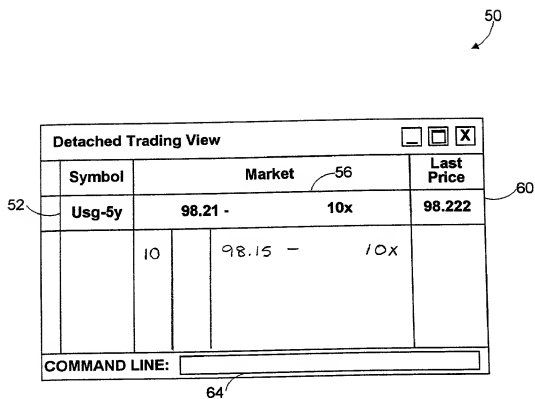 50
Detached Trading View
Symbol Market Last Price
56
52 Usg-5y 98.21 - 10x 98.222 60
10 98.15 - 10x
COMMAND LINE:
64